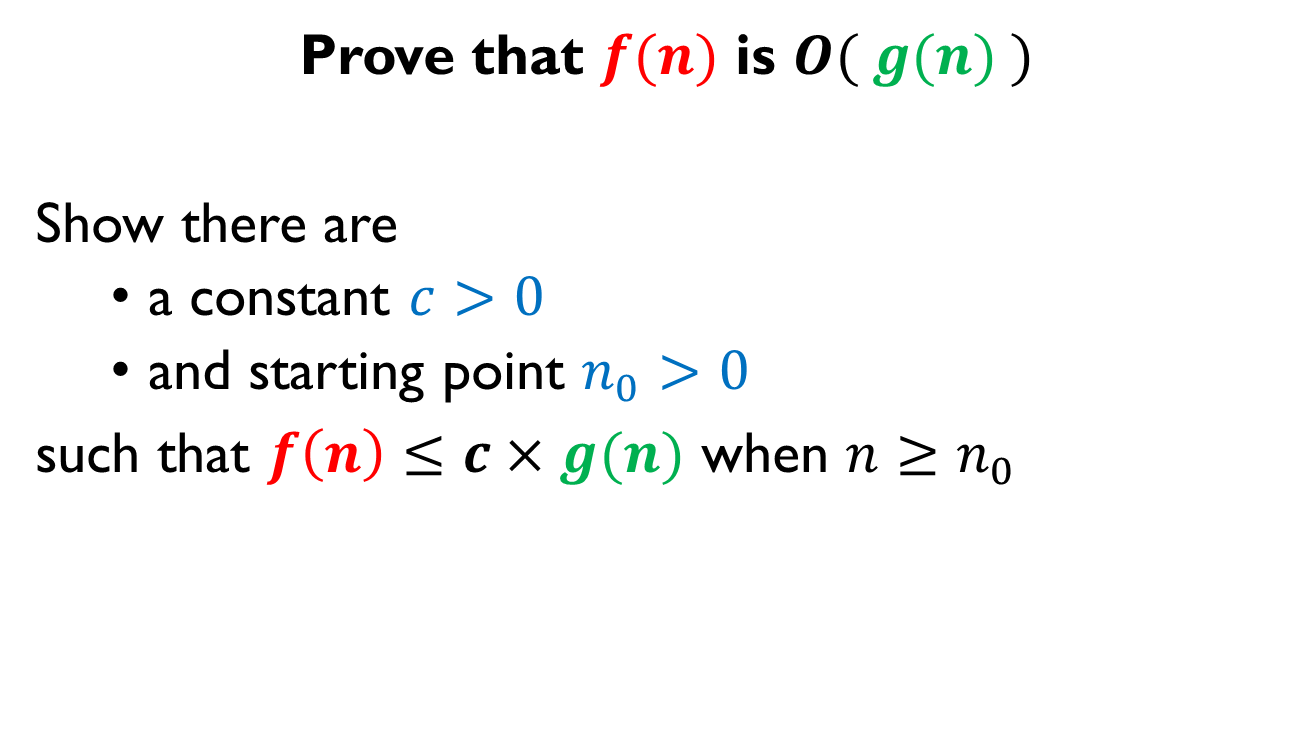 Prove that f(n) is O( g(n) )
Show there are
• a constant c > 0
• and starting point n₀ > 0
such that f(n) ≤ c × g(n) when n ≥ n₀